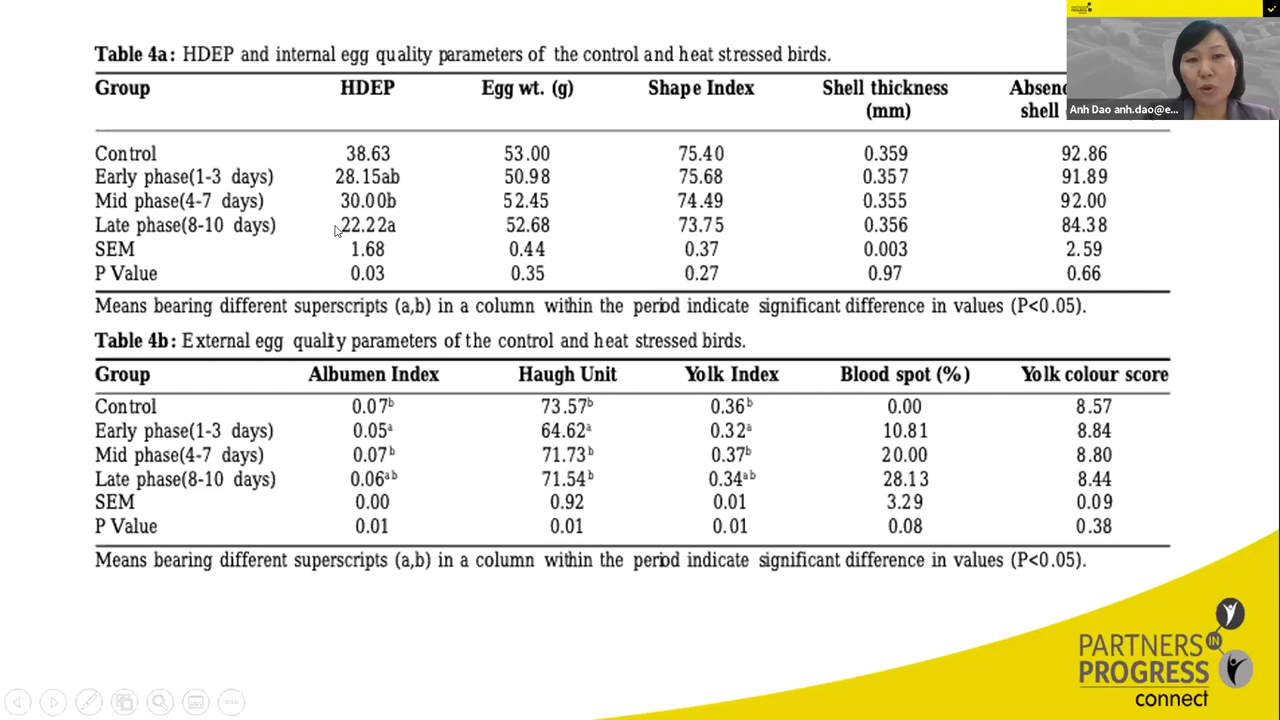 PARTNERS IN PROGRESS
Anh Dao anh.dao@e...
Table 4a: HDEP and internal egg quality parameters of the control and heat stressed birds.
Group HDEP Egg wt. (g) Shape Index Shell thickness (mm) shell
Control 38.63 53.00 75.40 0.359 92.86
Early phase(1-3 days) 28.15ab 50.98 75.68 0.357 91.89
Mid phase(4-7 days) 30.00b 52.45 74.49 0.355 92.00
Late phase(8-10 days) 22.22a 52.68 73.75 0.356 84.38
SEM 1.68 0.44 0.37 0.003 2.59
P Value 0.03 0.35 0.27 0.97 0.66
Means bearing different superscripts (a,b) in a column within the period indicate significant difference in values (P<0.05).
Table 4b: External egg quality parameters of the control and heat stressed birds.
Group Albumen Index Haugh Unit Yolk Index Blood spot (%) Yolk colour score
Control 0.07ᵇ 73.57ᵇ 0.36ᵇ 0.00 8.57
Early phase(1-3 days) 0.05ᵃ 64.62ᵃ 0.32ᵃ 10.81 8.84
Mid phase(4-7 days) 0.07ᵇ 71.73ᵇ 0.37ᵇ 20.00 8.80
Late phase(8-10 days) 0.06ᵃᵇ 71.54ᵇ 0.34ᵃᵇ 28.13 8.44
SEM 0.00 0.92 0.01 3.29 0.09
P Value 0.01 0.01 0.01 0.08 0.38
Means bearing different superscripts (a,b) in a column within the period indicate significant difference in values (P<0.05).
PARTNERS IN
PROGRESS
connect